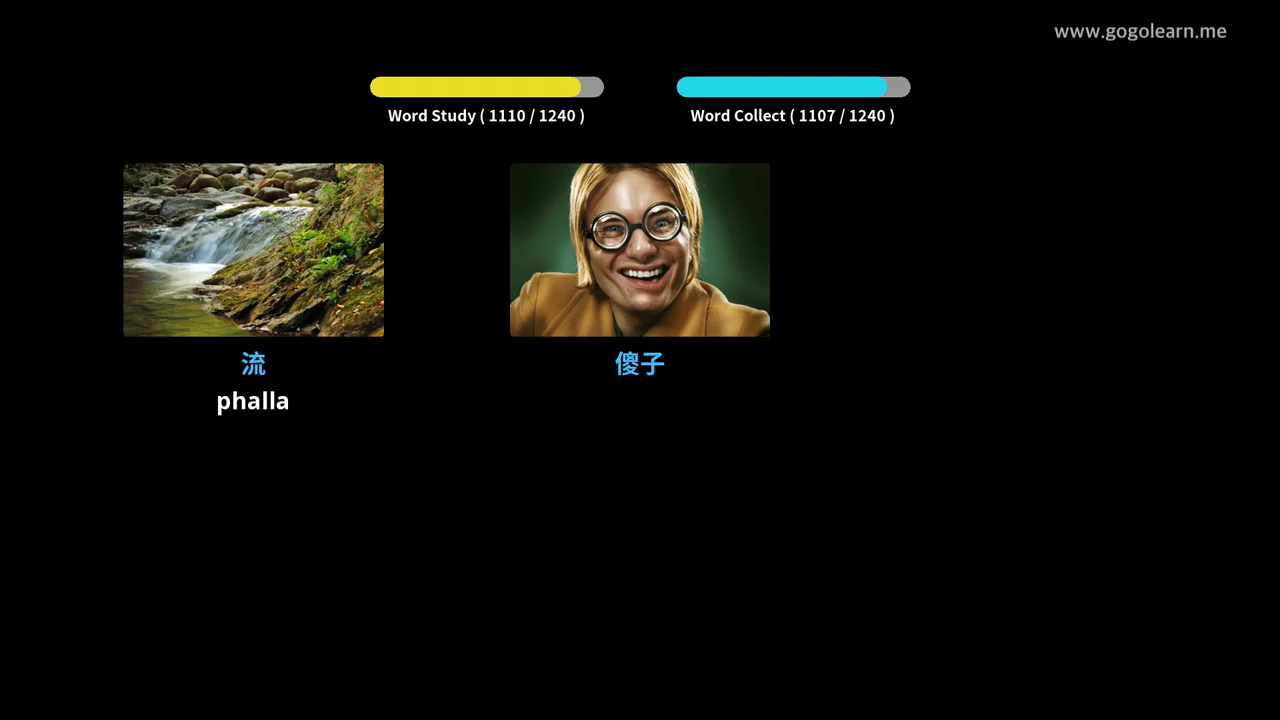 www.gogolearn.me
Word Study ( 1110 / 1240 )
Word Collect ( 1107 / 1240 )
流
phalla
傻子